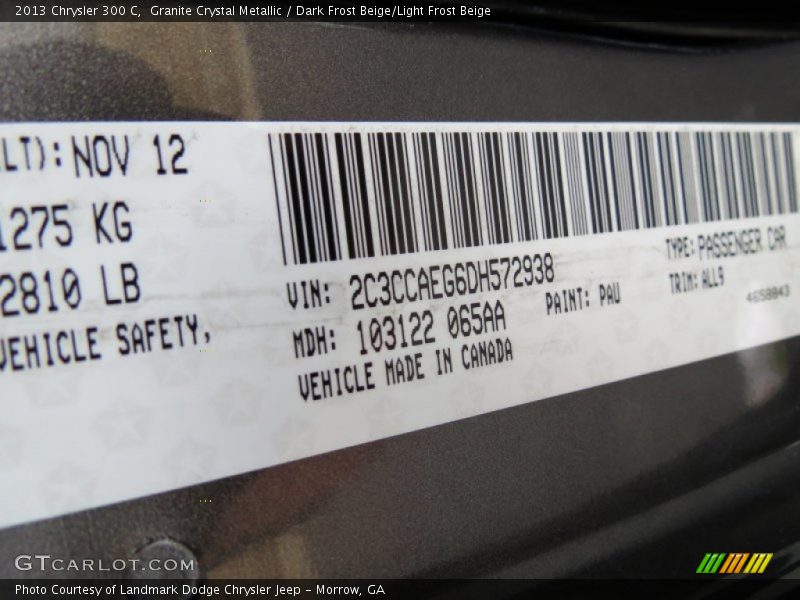 2013 Chrysler 300 C, Granite Crystal Metallic / Dark Frost Beige/Light Frost Beige
LT): NOV 12
1275 KG
2810 LB
VEHICLE SAFETY,
VIN: 2C3CCAEG6DH572938
MDH: 103122 065AA
VEHICLE MADE IN CANADA
PAINT: PAU
TYPE: PASSENGER CAR
TRIM: ALL9
4658843
GTCARLOT.COM
Photo Courtesy of Landmark Dodge Chrysler Jeep – Morrow, GA